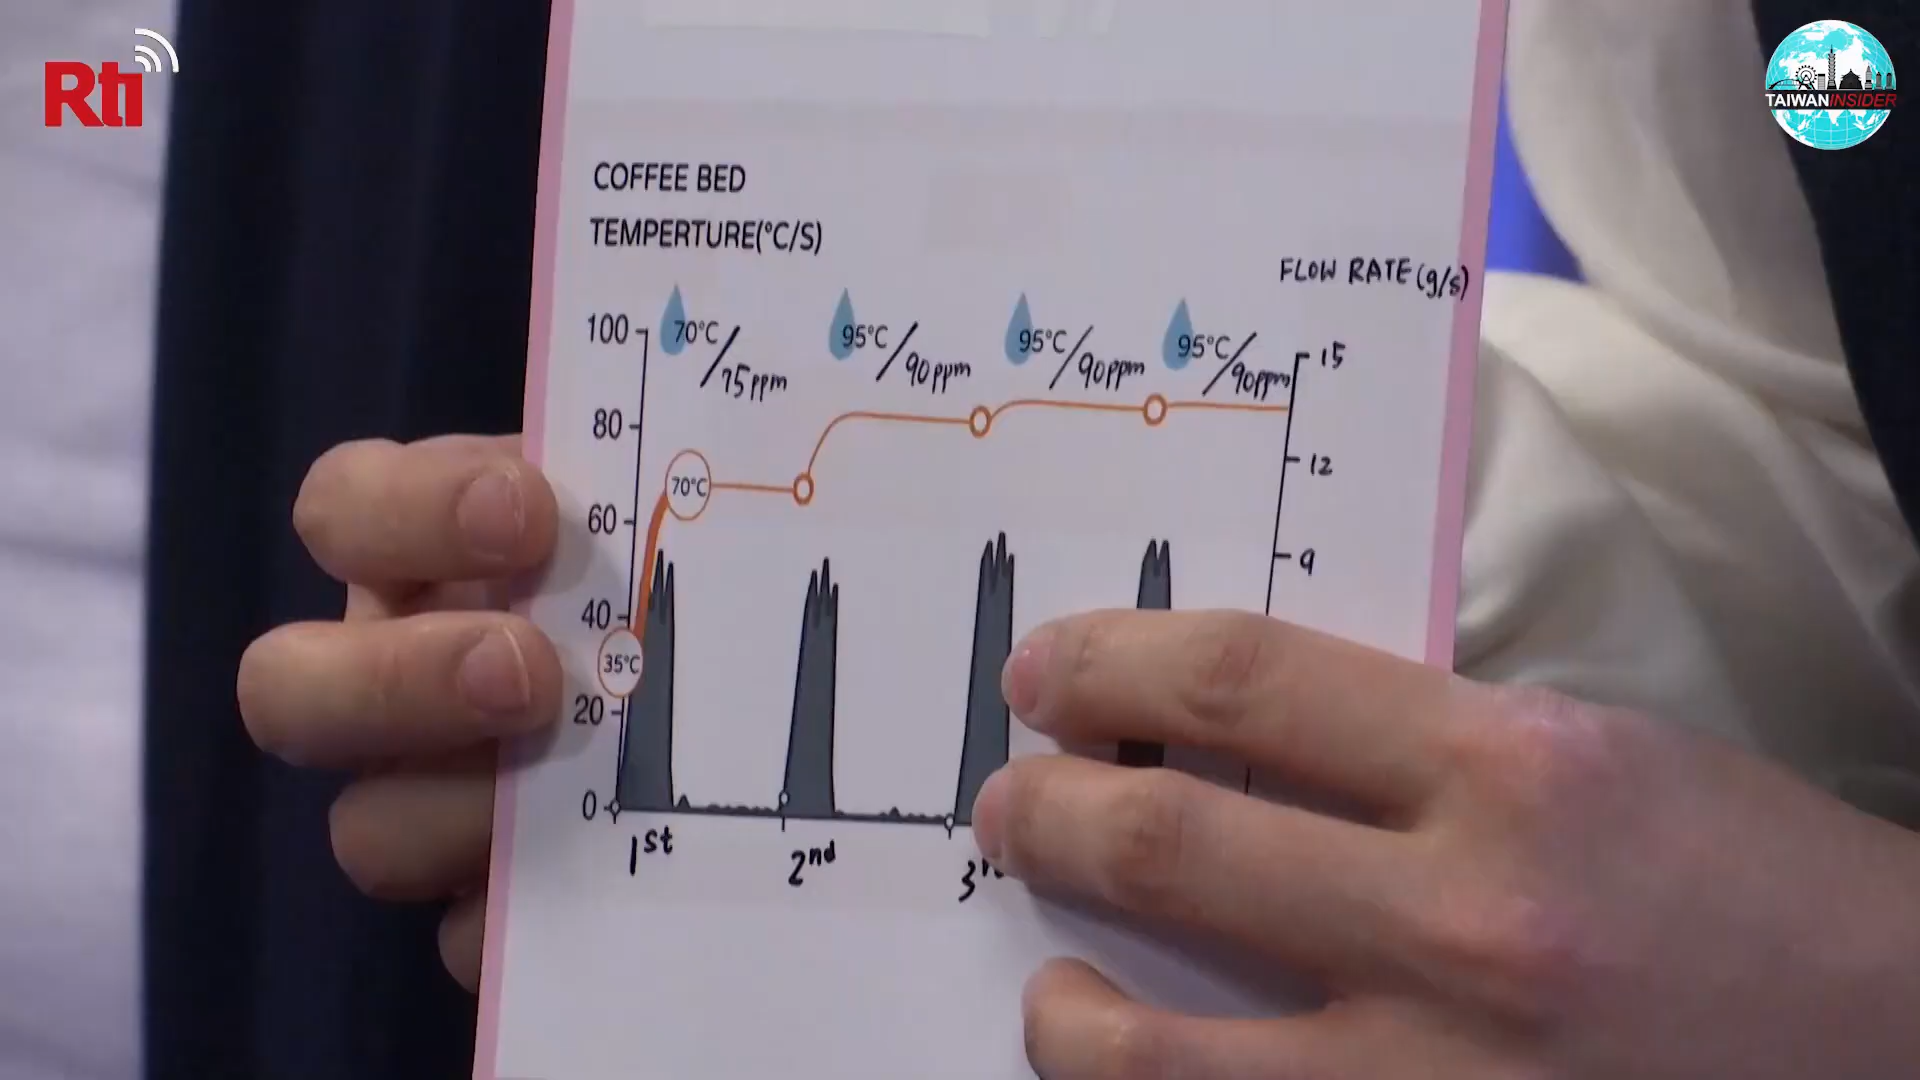 Rti
TAIWAN INSIDER
COFFEE BED
TEMPERTURE(°C/S)
FLOW RATE (g/s)
70°C/75ppm
95°C/90ppm
95°C/90ppm
95°C/90ppm
100
80
60
40
20
0
15
12
9
70°C
35°C
1st
2nd